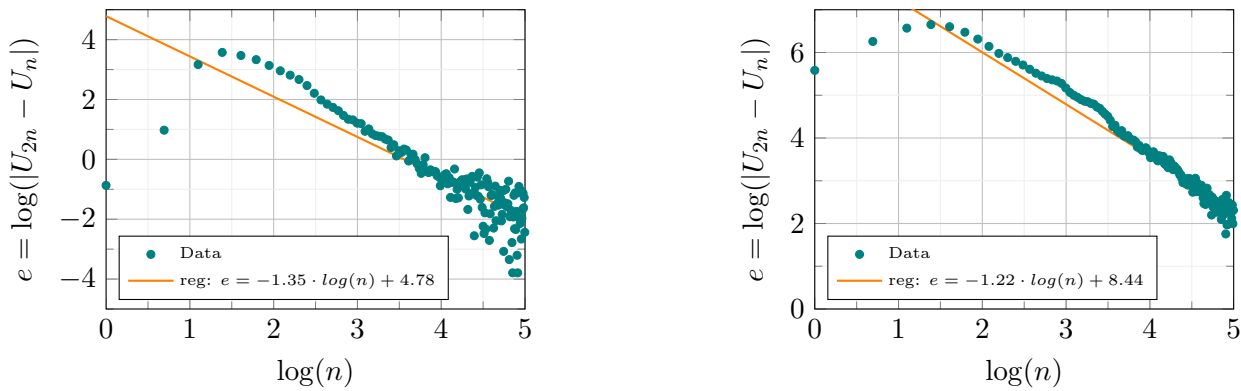 4
2
0
−2
−4
e = log(|U_{2n} − U_n|)
Data
reg: e = −1.35 · log(n) + 4.78
0 1 2 3 4 5
log(n)
6
4
2
0
e = log(|U_{2n} − U_n|)
Data
reg: e = −1.22 · log(n) + 8.44
0 1 2 3 4 5
log(n)